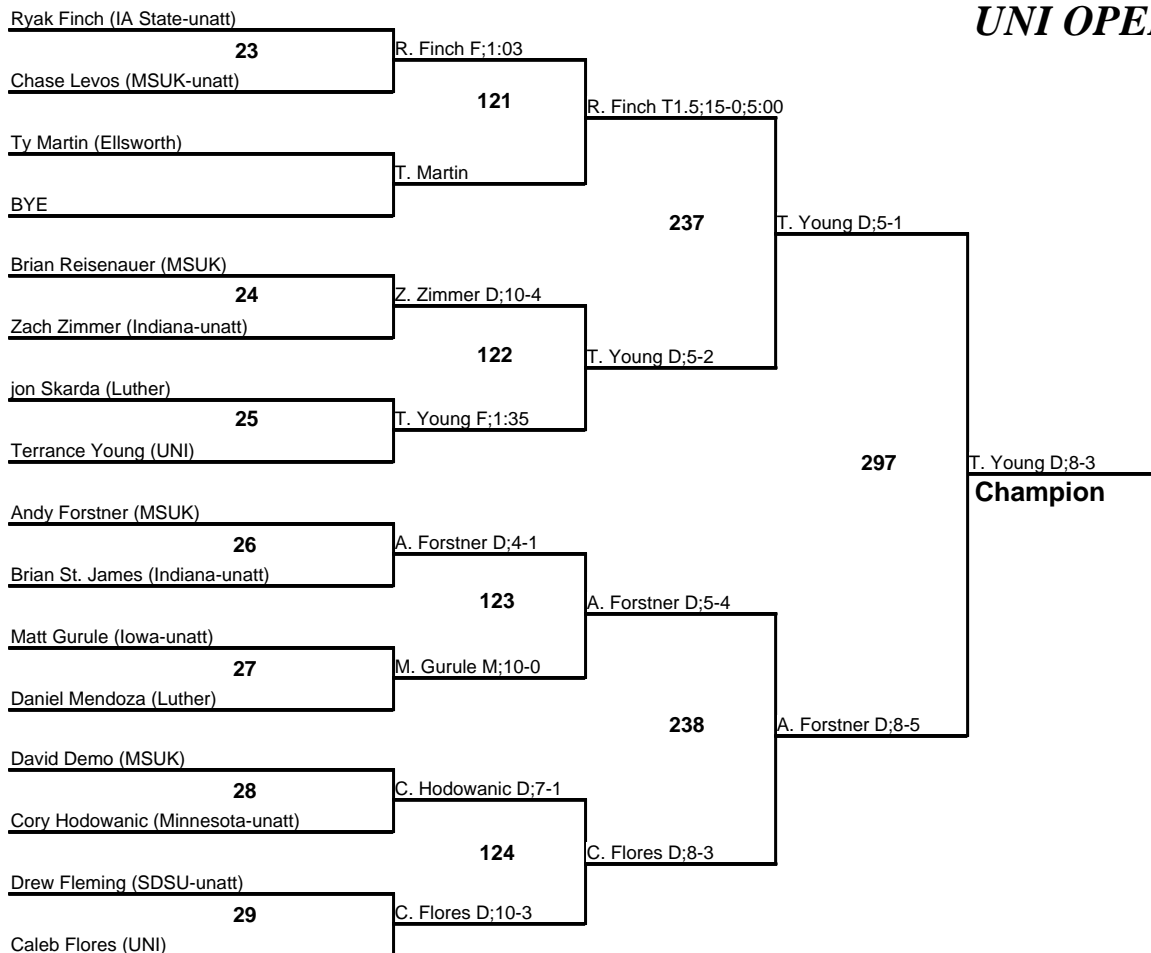 UNI OPE
Ryak Finch (IA State-unatt)
23
R. Finch F;1:03
Chase Levos (MSUK-unatt)
121
R. Finch T1.5;15-0;5:00
Ty Martin (Ellsworth)
T. Martin
BYE
237
T. Young D;5-1
Brian Reisenauer (MSUK)
24
Z. Zimmer D;10-4
Zach Zimmer (Indiana-unatt)
122
T. Young D;5-2
jon Skarda (Luther)
25
T. Young F;1:35
Terrance Young (UNI)
297
T. Young D;8-3
Champion
Andy Forstner (MSUK)
26
A. Forstner D;4-1
Brian St. James (Indiana-unatt)
123
A. Forstner D;5-4
Matt Gurule (Iowa-unatt)
27
M. Gurule M;10-0
Daniel Mendoza (Luther)
238
A. Forstner D;8-5
David Demo (MSUK)
28
C. Hodowanic D;7-1
Cory Hodowanic (Minnesota-unatt)
124
C. Flores D;8-3
Drew Fleming (SDSU-unatt)
29
C. Flores D;10-3
Caleb Flores (UNI)